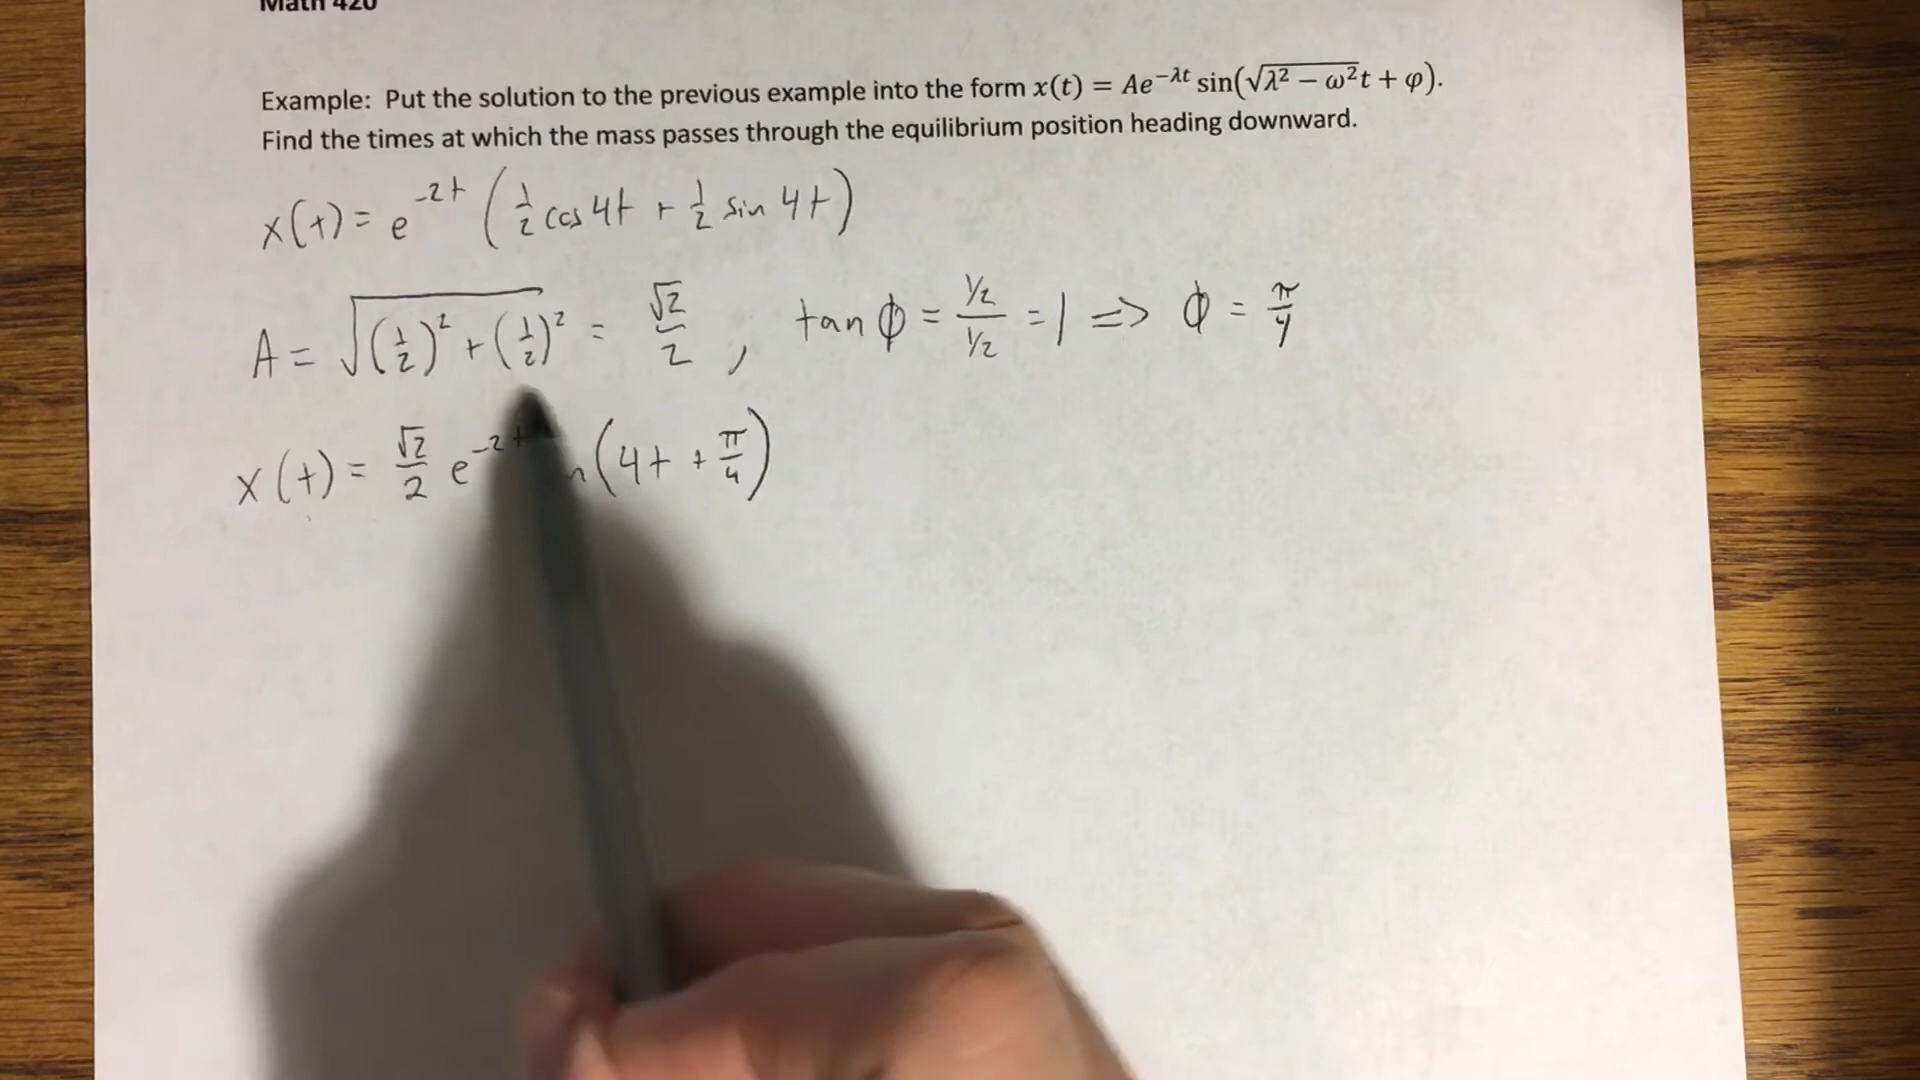 Math 420
Example: Put the solution to the previous example into the form x(t) = Ae^{-λt} sin(√(λ² − ω²)t + φ).
Find the times at which the mass passes through the equilibrium position heading downward.
x(t) = e^{-2t} (1/2 cos 4t + 1/2 sin 4t)
A = √((1/2)² + (1/2)²) = √2/2 , tan ϕ = ½/½ = 1 => ϕ = π/4
x(t) = √2/2 e^{-2t} n(4t + π/4)